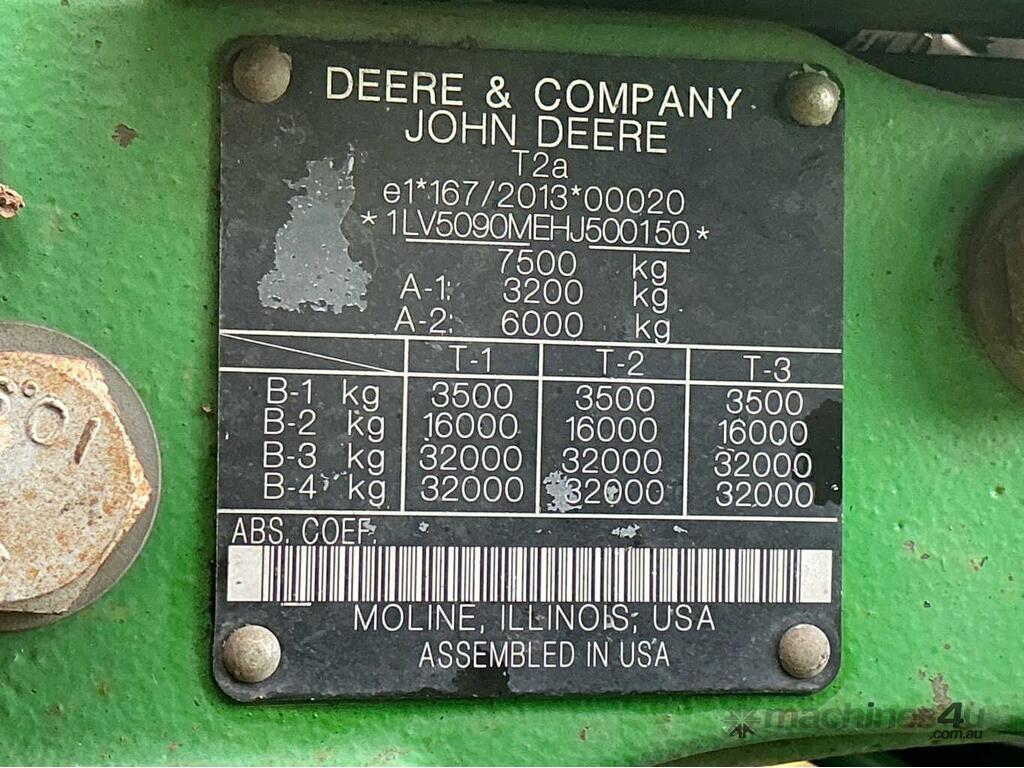 DEERE & COMPANY
JOHN DEERE
T2a
e1*167/2013*00020
*1LV5090MEHJ500150*
7500 kg
A-1: 3200 kg
A-2: 6000 kg
T-1 T-2 T-3
B-1 kg 3500 3500 3500
B-2 kg 16000 16000 16000
B-3 kg 32000 32000 32000
B-4 kg 32000 32000 32000
ABS. COEF.
MOLINE, ILLINOIS, USA
ASSEMBLED IN USA
10.9
machines4u
.com.au